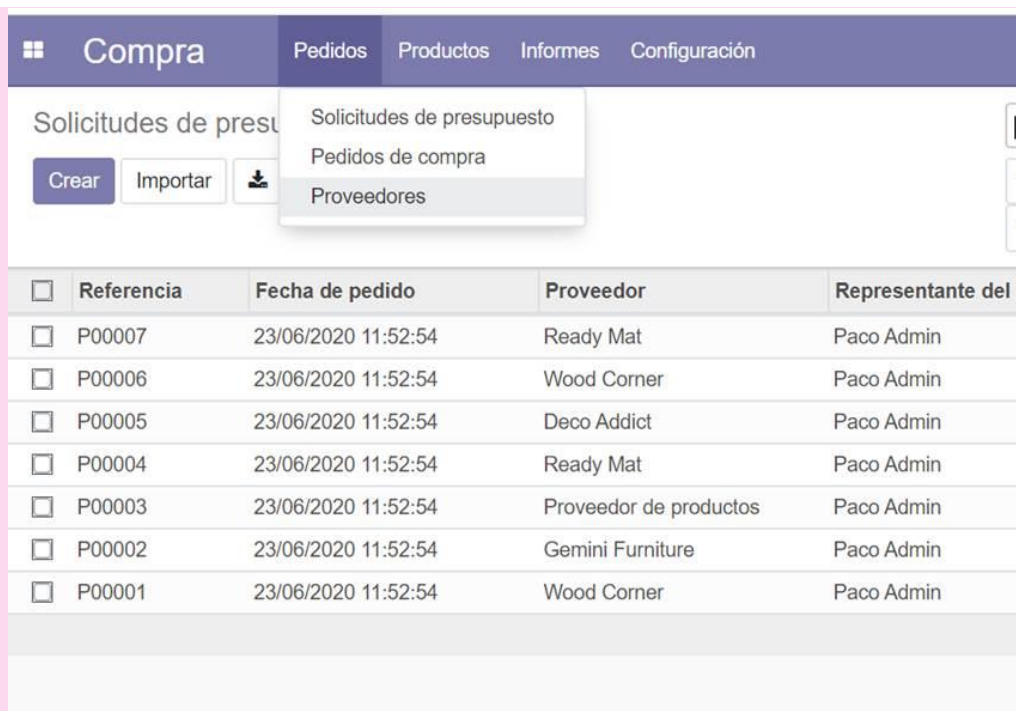 Compra Pedidos Productos Informes Configuración
Solicitudes de presu
Solicitudes de presupuesto
Pedidos de compra
Proveedores
Crear Importar
Referencia Fecha de pedido Proveedor Representante del
P00007 23/06/2020 11:52:54 Ready Mat Paco Admin
P00006 23/06/2020 11:52:54 Wood Corner Paco Admin
P00005 23/06/2020 11:52:54 Deco Addict Paco Admin
P00004 23/06/2020 11:52:54 Ready Mat Paco Admin
P00003 23/06/2020 11:52:54 Proveedor de productos Paco Admin
P00002 23/06/2020 11:52:54 Gemini Furniture Paco Admin
P00001 23/06/2020 11:52:54 Wood Corner Paco Admin